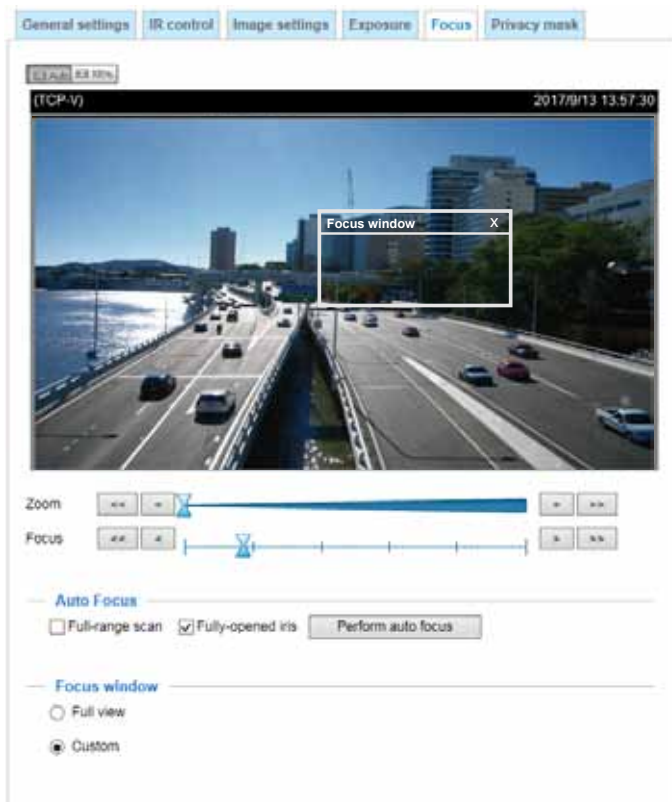 General settings IR control Image settings Exposure Focus Privacy mask
(TCP-V) 2017/9/13 13:57:30
Focus window X
Zoom << < > >>
Focus << < > >>
Auto Focus
Full-range scan Fully-opened iris Perform auto focus
Focus window
Full view
Custom